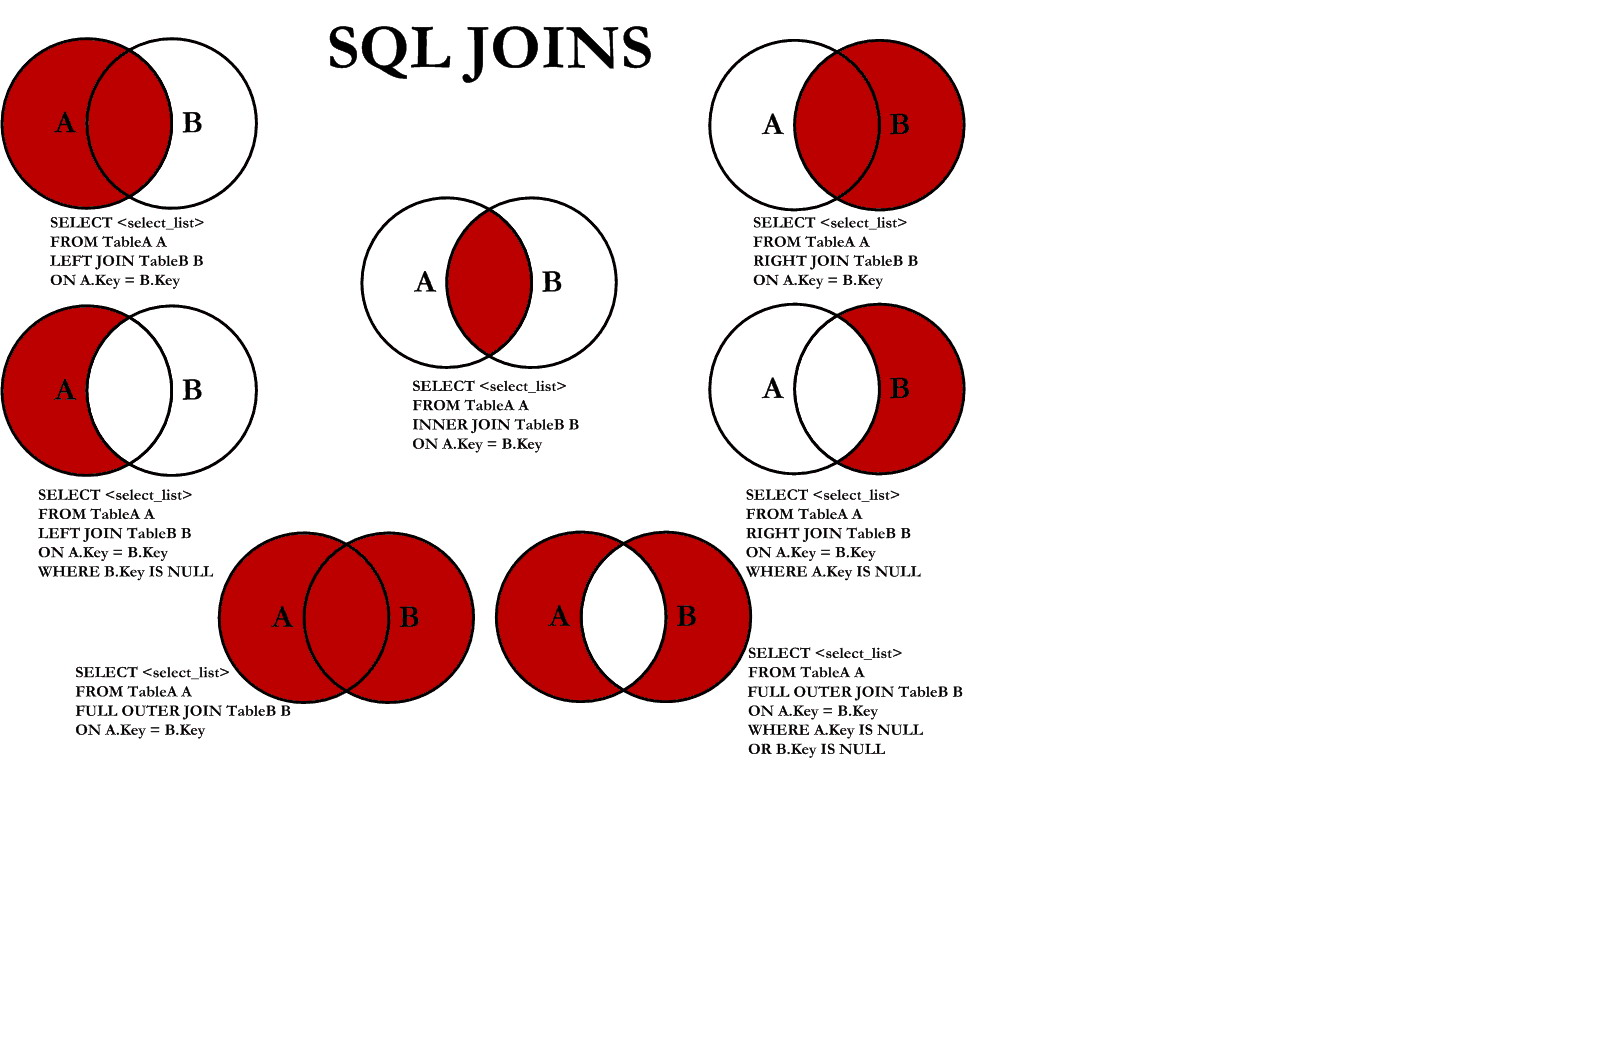 SQL JOINS
A B
SELECT <select_list>
FROM TableA A
LEFT JOIN TableB B
ON A.Key = B.Key
A B
SELECT <select_list>
FROM TableA A
RIGHT JOIN TableB B
ON A.Key = B.Key
A B
SELECT <select_list>
FROM TableA A
INNER JOIN TableB B
ON A.Key = B.Key
A B
SELECT <select_list>
FROM TableA A
LEFT JOIN TableB B
ON A.Key = B.Key
WHERE B.Key IS NULL
A B
SELECT <select_list>
FROM TableA A
RIGHT JOIN TableB B
ON A.Key = B.Key
WHERE A.Key IS NULL
A B
SELECT <select_list>
FROM TableA A
FULL OUTER JOIN TableB B
ON A.Key = B.Key
A B
SELECT <select_list>
FROM TableA A
FULL OUTER JOIN TableB B
ON A.Key = B.Key
WHERE A.Key IS NULL
OR B.Key IS NULL